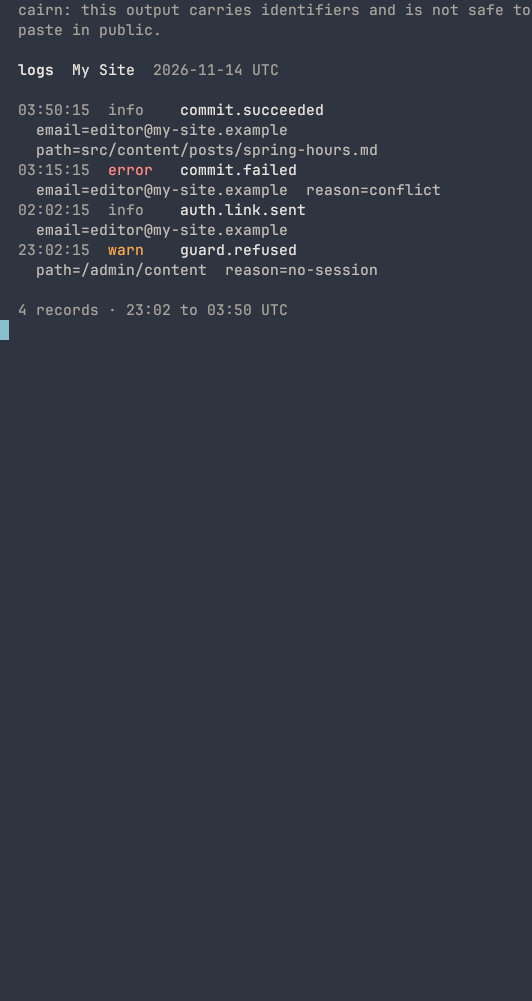 cairn: this output carries identifiers and is not safe to
paste in public.
logs  My Site  2026-11-14 UTC
03:50:15  info    commit.succeeded
  email=editor@my-site.example
  path=src/content/posts/spring-hours.md
03:15:15  error   commit.failed
  email=editor@my-site.example  reason=conflict
02:02:15  info    auth.link.sent
  email=editor@my-site.example
23:02:15  warn    guard.refused
  path=/admin/content  reason=no-session
4 records · 23:02 to 03:50 UTC